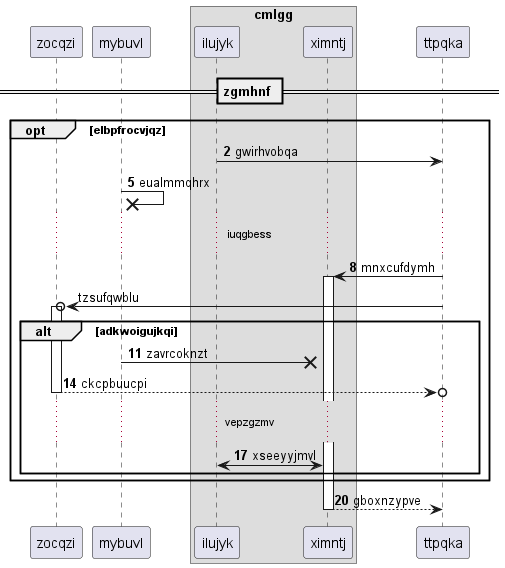 cmlgg
zocqzi mybuvl ilujyk ximntj ttpqka
zgmhnf
opt [elbpfrocvjqz]
2 gwirhvobqa
5 eualmmqhrx
iuqgbess
8 mnxcufdymh
tzsufqwblu
alt [adkwoigujkqi]
11 zavrcoknzt
14 ckcpbuucpi
vepzgzmv
17 xseeyyjmvl
20 gboxnzypve
zocqzi mybuvl ilujyk ximntj ttpqka